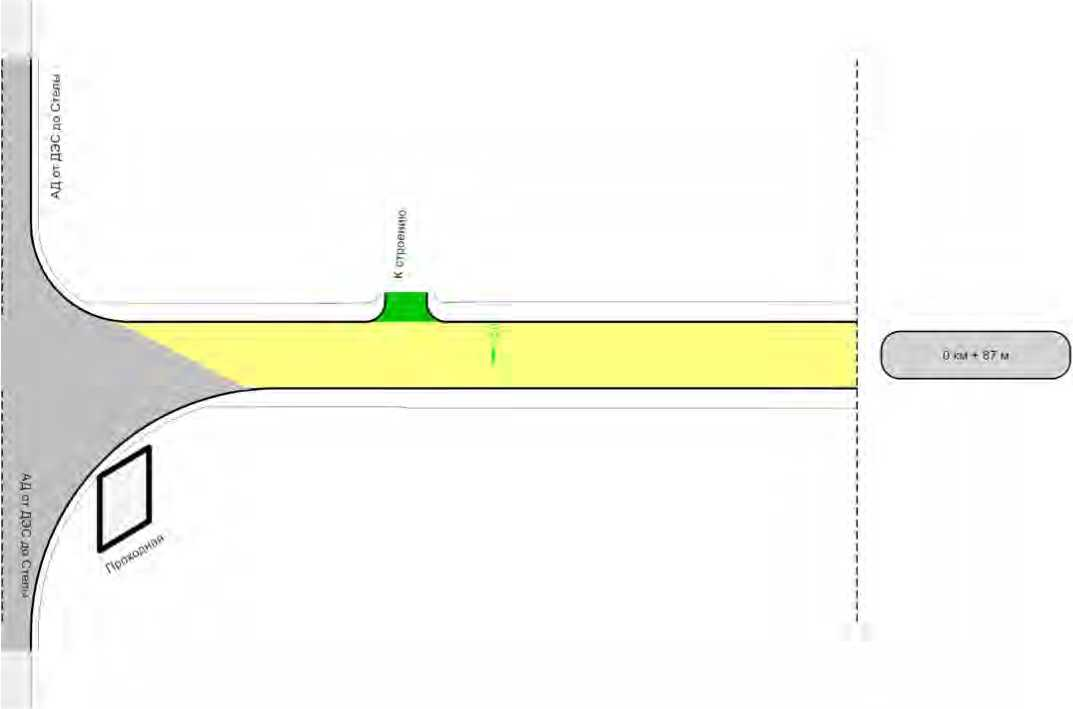 АД от ДЭС до Стелы
К строению
0 км + 87 м
АД от ДЭС до Стелы
Проходная